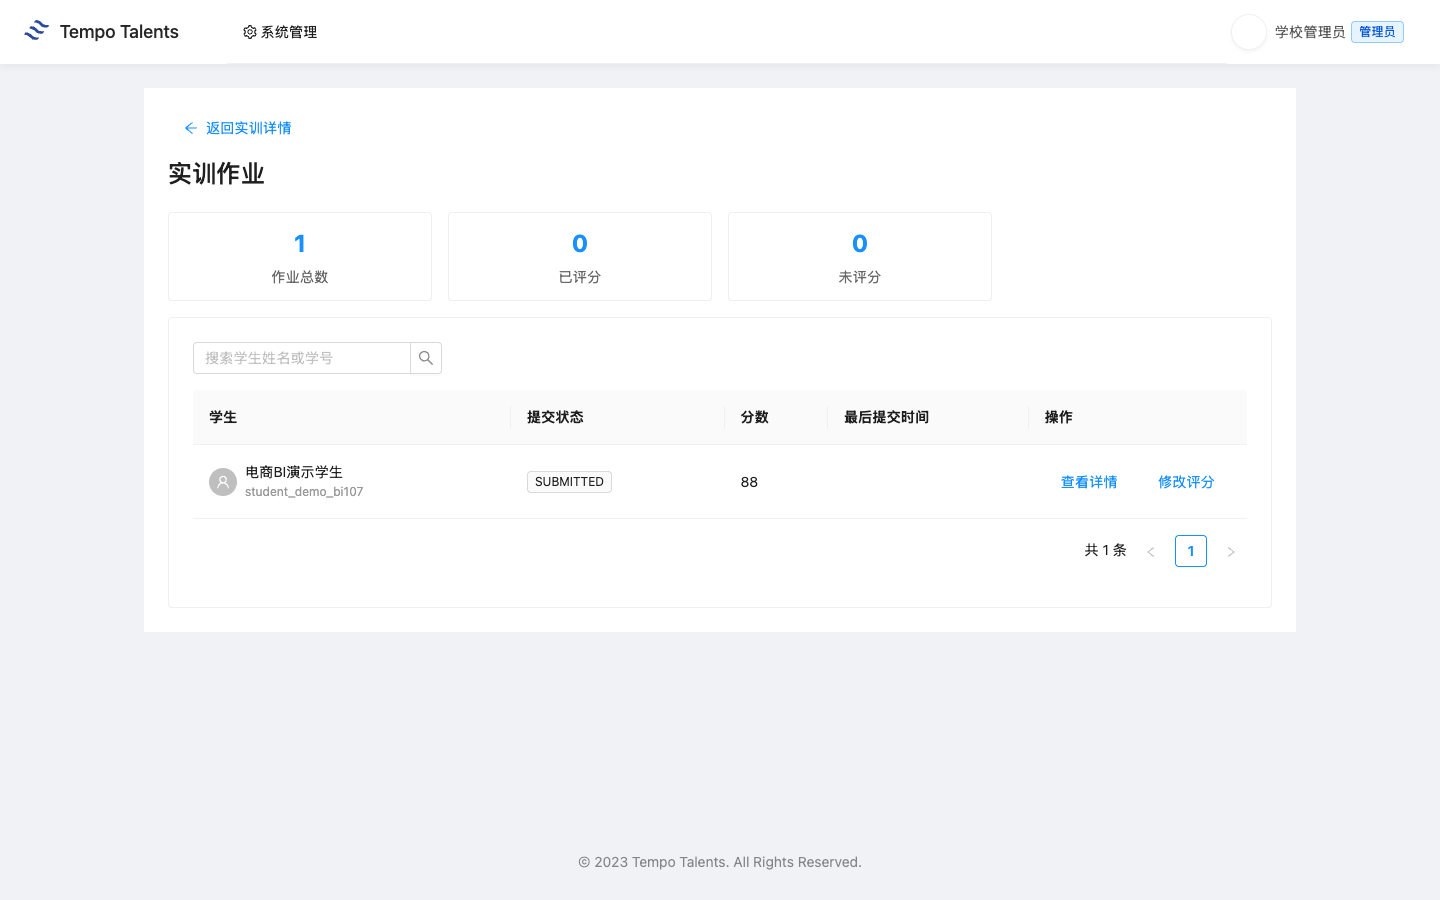 Tempo Talents
系统管理
学校管理员 管理员
返回实训详情
实训作业
1
作业总数
0
已评分
0
未评分
搜索学生姓名或学号
学生 提交状态 分数 最后提交时间 操作
电商BI演示学生
student_demo_bi107
SUBMITTED 88 查看详情 修改评分
共 1 条 1
© 2023 Tempo Talents. All Rights Reserved.